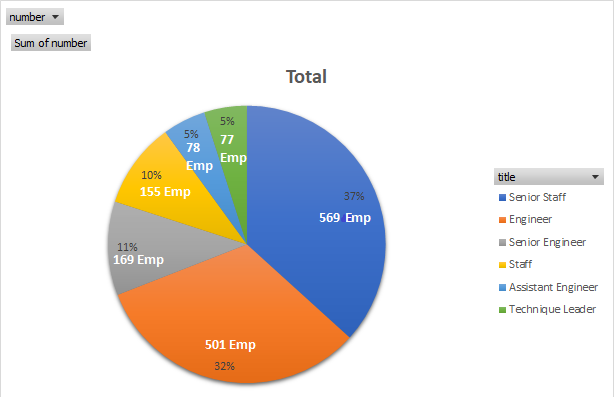 number
Sum of number
Total
5%
77
Emp
5%
78
Emp
10%
155 Emp
37%
569 Emp
11%
169 Emp
501 Emp
32%
title
Senior Staff
Engineer
Senior Engineer
Staff
Assistant Engineer
Technique Leader